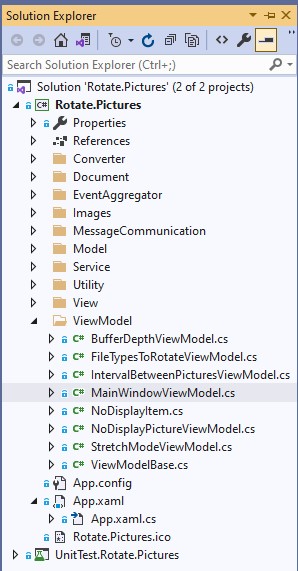 Solution Explorer
Search Solution Explorer (Ctrl+;)
Solution 'Rotate.Pictures' (2 of 2 projects)
C# Rotate.Pictures
Properties
References
Converter
Document
EventAggregator
Images
MessageCommunication
Model
Service
Utility
View
ViewModel
C# BufferDepthViewModel.cs
C# FileTypesToRotateViewModel.cs
C# IntervalBetweenPicturesViewModel.cs
C# MainWindowViewModel.cs
C# NoDisplayItem.cs
C# NoDisplayPictureViewModel.cs
C# StretchModeViewModel.cs
C# ViewModelBase.cs
App.config
App.xaml
App.xaml.cs
Rotate.Pictures.ico
UnitTest.Rotate.Pictures